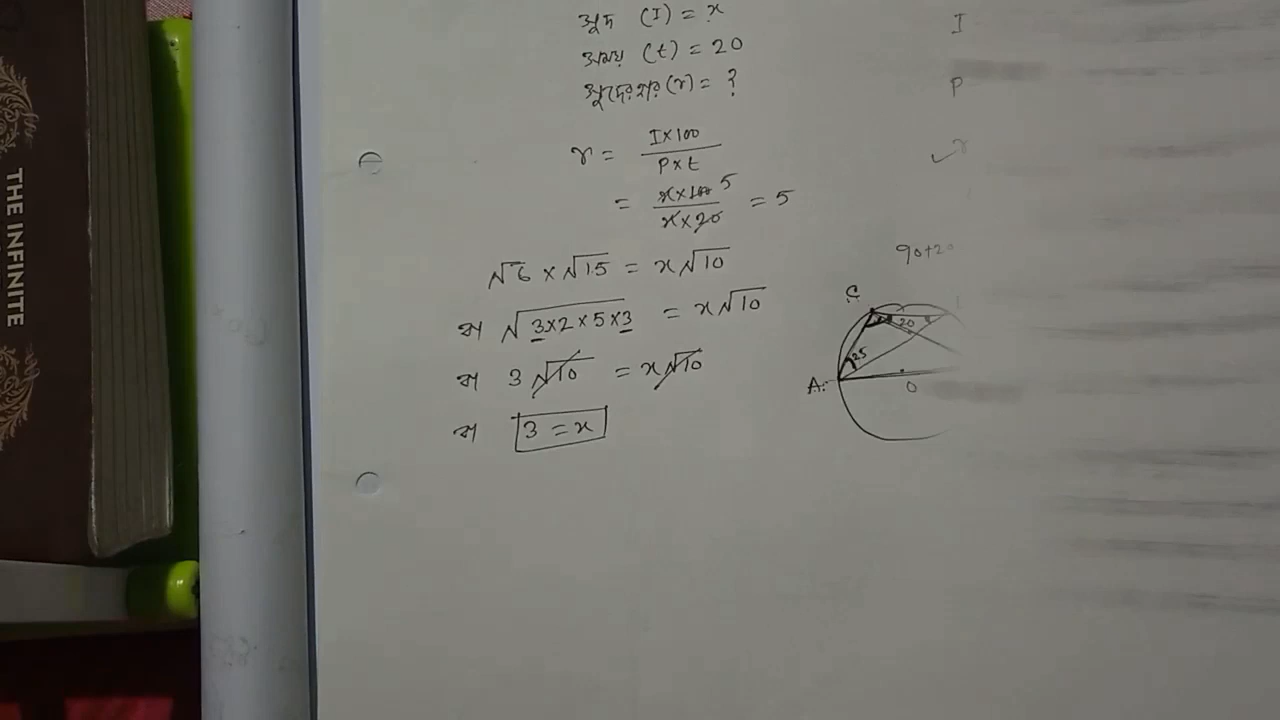 সুদ (I) = x
সময় (t) = 20
সুদের হার (r) = ?
r = I×100 / P×t
= x×100 5 / x×20 = 5
√6 × √15 = x√10
বা √3×2×5×3 = x√10
বা 3√10 = x√10
বা 3 = x
I
P
r
90+20
C
20
25
A
O
THE INFINITE